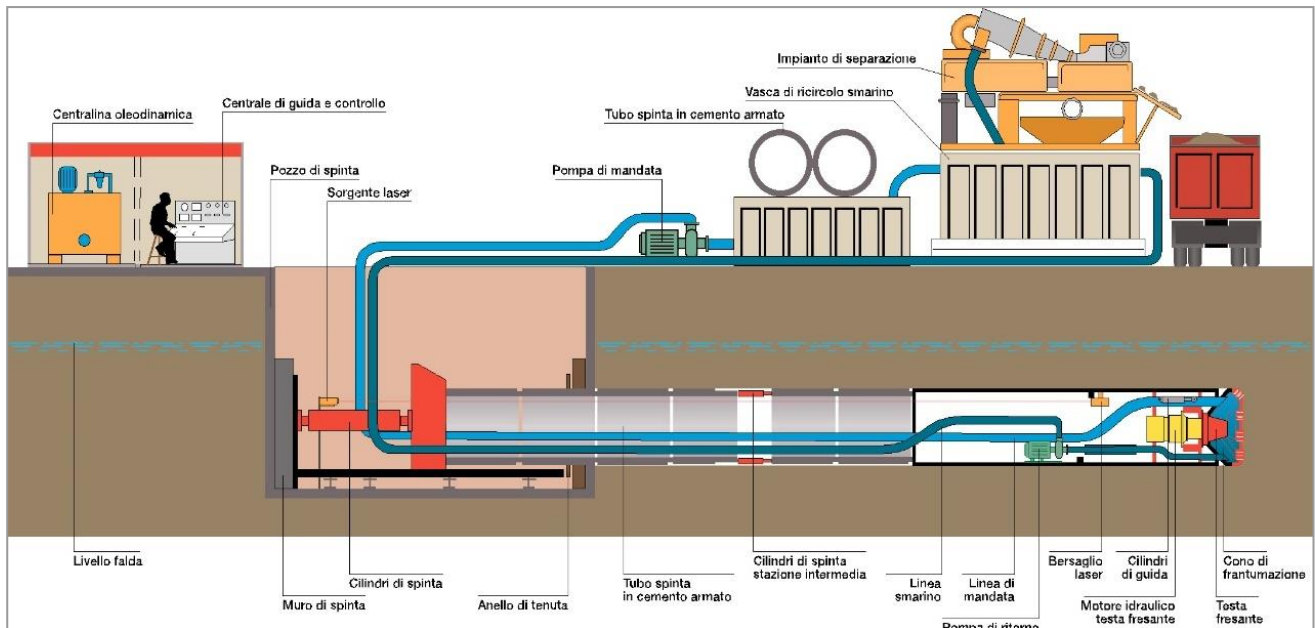 Impianto di separazione
Centrale di guida e controllo
Vasca di ricircolo smarino
Centralina oleodinamica
Tubo spinta in cemento armato
Pozzo di spinta
Pompa di mandata
Sorgente laser
Livello falda
Cilindri di spinta
Muro di spinta
Anello di tenuta
Tubo spinta
in cemento armato
Cilindri di spinta
stazione intermedia
Linea
smarino
Linea di
mandata
Pompa di ritorno
Bersaglio
laser
Cilindri
di guida
Motore idraulico
testa fresante
Cono di
frantumazione
Testa
fresante